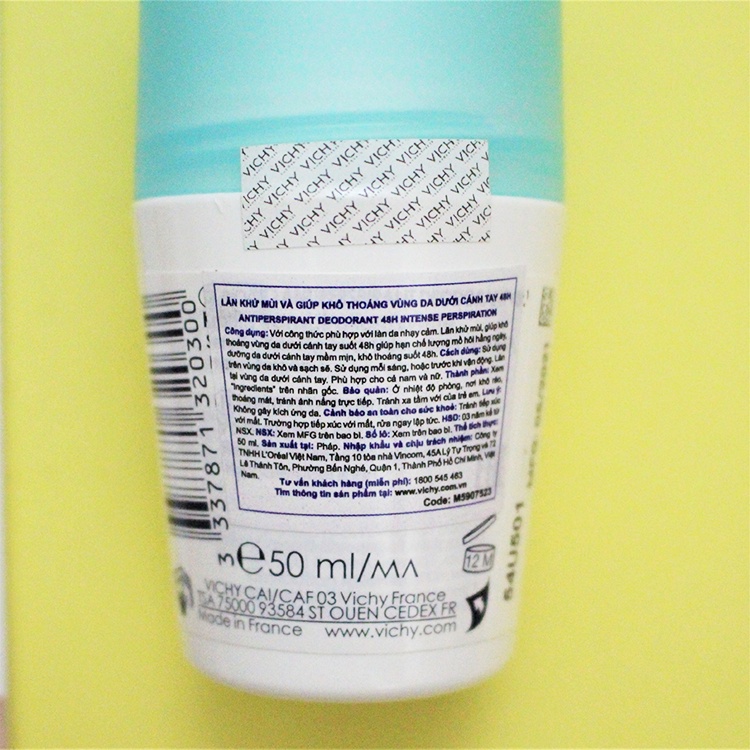 VICHY VICHY VICHY VICHY VICHY
LĂN KHỬ MÙI VÀ GIÚP KHÔ THOÁNG VÙNG DA DƯỚI CÁNH TAY 48H
ANTIPERSPIRANT DEODORANT 48H INTENSE PERSPIRATION
Công dụng: Với công thức phù hợp với làn da nhạy cảm. Lăn khử mùi, giúp khô
thoáng vùng da dưới cánh tay suốt 48h giúp hạn chế lượng mồ hôi hằng ngày,
dưỡng da dưới cánh tay mềm mịn, khô thoáng suốt 48h. Cách dùng: Sử dụng
trên vùng da khô và sạch sẽ. Sử dụng mỗi sáng, hoặc trước khi vận động. Lăn
tại vùng da dưới cánh tay. Phù hợp cho cả nam và nữ. Thành phần: Xem
"Ingredients" trên nhãn gốc. Bảo quản: Ở nhiệt độ phòng, nơi khô ráo,
thoáng mát, tránh ánh nắng trực tiếp. Tránh xa tầm với của trẻ em. Lưu ý:
Không gây kích ứng da. Cảnh báo an toàn cho sức khoẻ: Tránh tiếp xúc
với mắt. Trường hợp tiếp xúc với mắt, rửa ngay lập tức. HSD: 03 năm kể từ
NSX. NSX: Xem MFG trên bao bì. Số lô: Xem trên bao bì. Thể tích thực:
50 ml. Sản xuất tại: Pháp. Nhập khẩu và chịu trách nhiệm: Công ty
TNHH L'Oréal Việt Nam, Tầng 10 tòa nhà Vincom, 45A Lý Tự Trọng và 72
Lê Thánh Tôn, Phường Bến Nghé, Quận 1, Thành Phố Hồ Chí Minh, Việt
Nam.
Tư vấn khách hàng (miễn phí): 1800 545 463
Tìm thông tin sản phẩm tại: www.vichy.com.vn
Code: M5907523
3 337871 320300
54U501
℮50 ml/МЛ
12 M
VICHY CAI/CAF 03 Vichy France
TSA 75000 93584 ST OUEN CEDEX FR
Made in France www.vichy.com